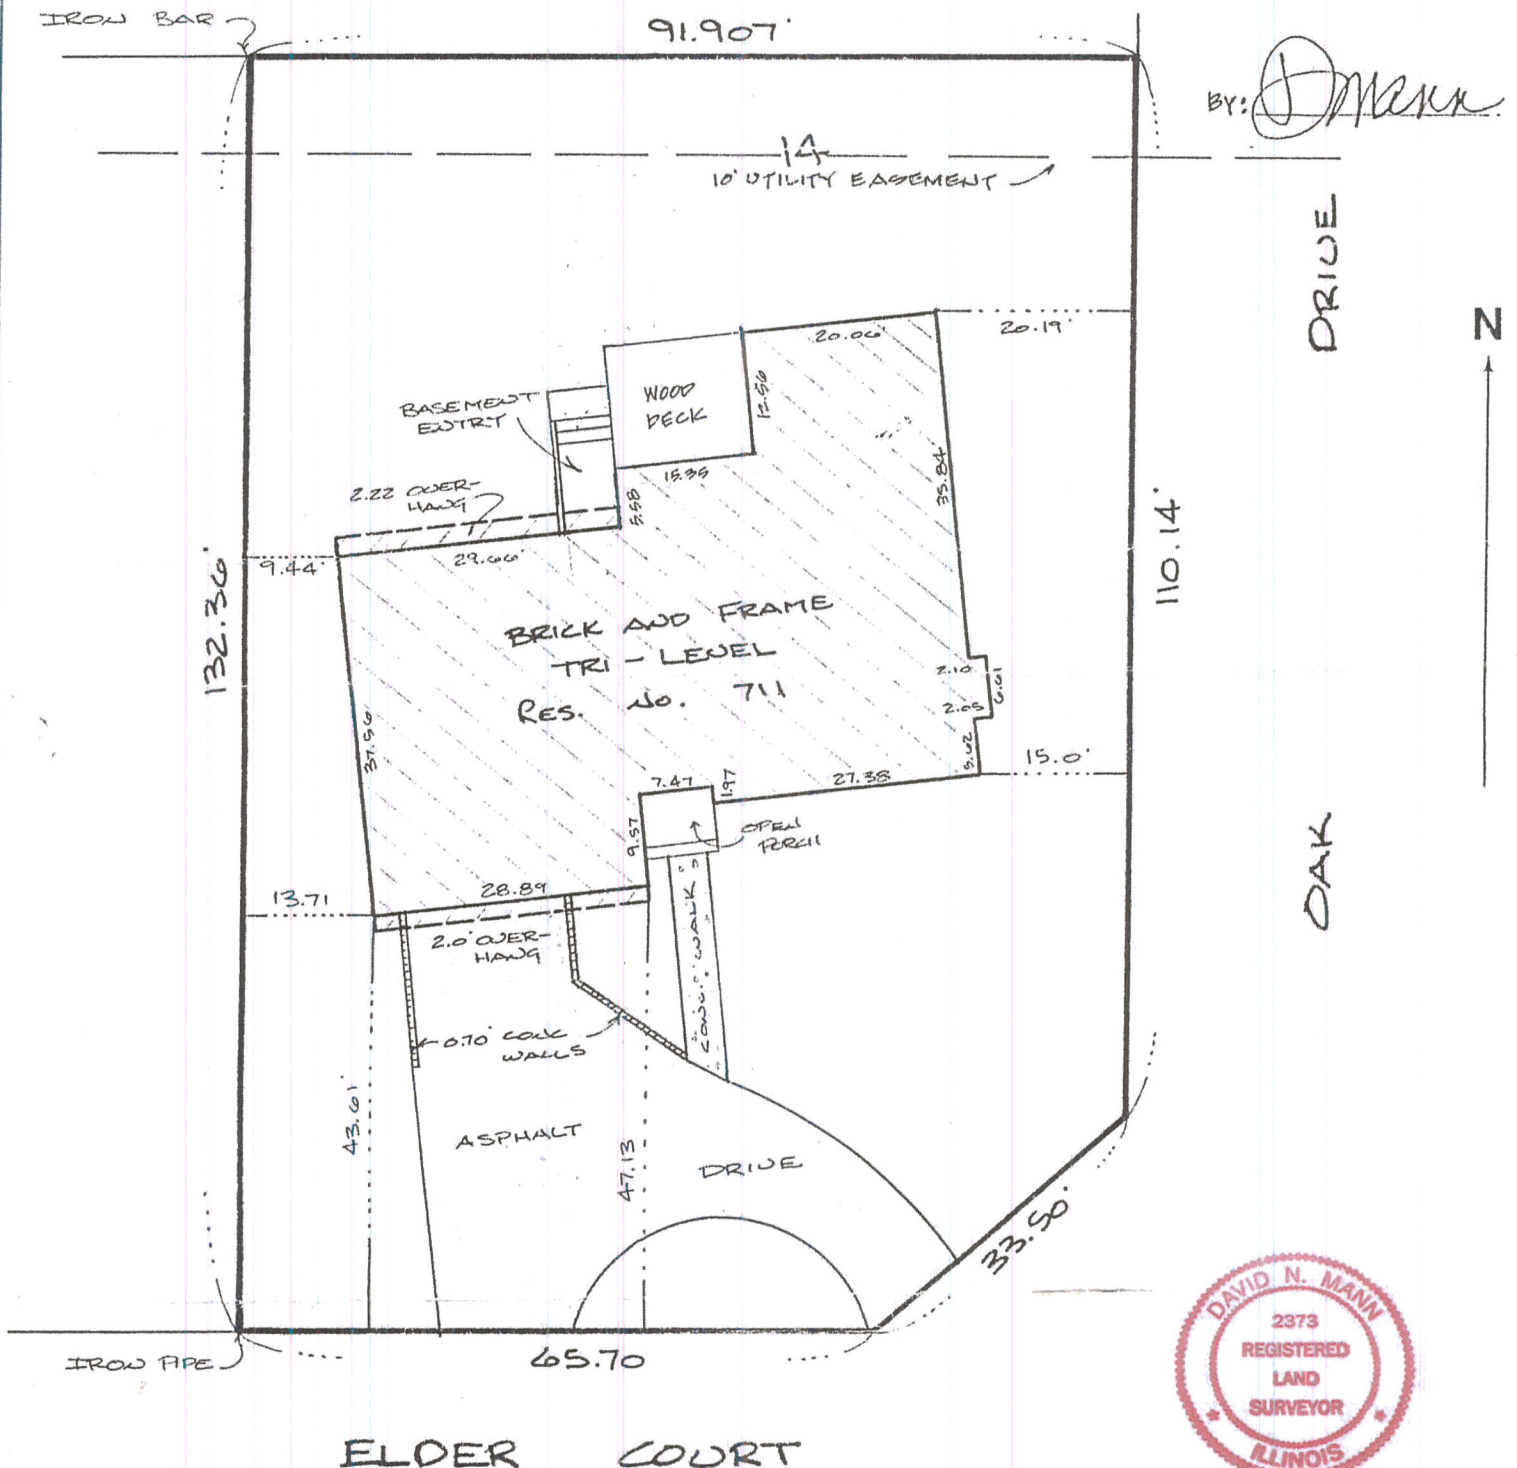 IRON BAR
91.907'
BY: D Mann
14
10' UTILITY EASEMENT
DRIVE
20.06'
20.19'
N
WOOD
DECK
12.56
BASEMENT
ENTRY
15.35
35.84'
2.22 OVER-
HANG
5.58
110.14'
9.44'
29.66'
132.36'
BRICK AND FRAME
TRI-LEVEL
RES. No. 711
2.10
6.61
2.05
37.56
5.62
15.0'
7.47
1.97
27.38
9.57
OPEN
PORCH
OAK
28.89
13.71
2.0' OVER-
HANG
CONC. WALK
0.70' CONC
WALLS
43.61'
ASPHALT
47.13
DRIVE
33.50'
IRON PIPE
65.70
DAVID N. MANN
2373
REGISTERED
LAND
SURVEYOR
ILLINOIS
ELDER COURT